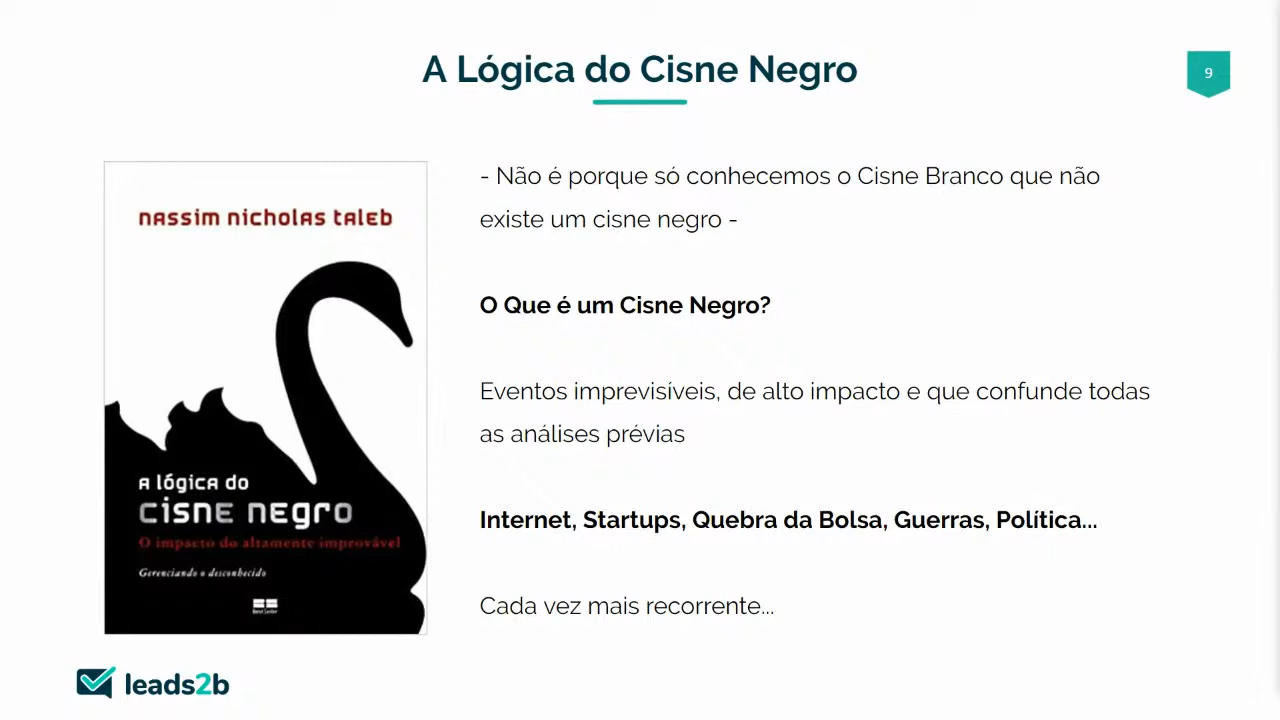 A Lógica do Cisne Negro
9
nassim nicholas taleb
a lógica do
cisne negro
O impacto do altamente improvável
Gerenciando o desconhecido
- Não é porque só conhecemos o Cisne Branco que não
existe um cisne negro -
O Que é um Cisne Negro?
Eventos imprevisíveis, de alto impacto e que confunde todas
as análises prévias
Internet, Startups, Quebra da Bolsa, Guerras, Política...
Cada vez mais recorrente...
leads2b